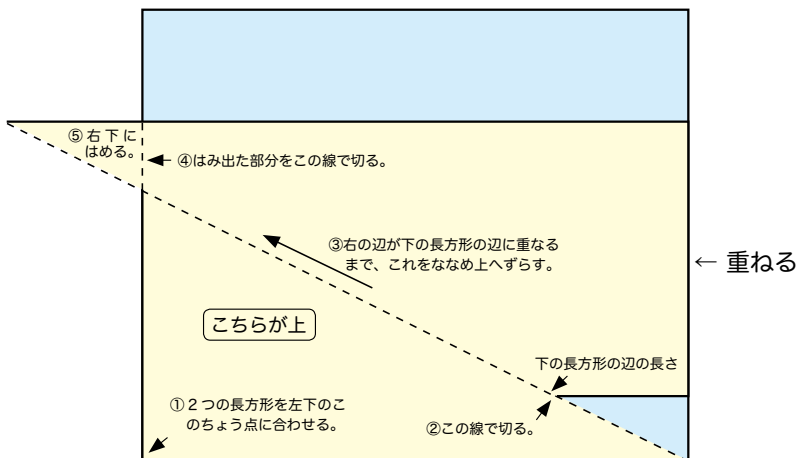 ⑤右下に
はめる。
④はみ出た部分をこの線で切る。
③右の辺が下の長方形の辺に重なる
まで、これをななめ上へずらす。
← 重ねる
こちらが上
下の長方形の辺の長さ
①２つの長方形を左下のこ
のちょう点に合わせる。
②この線で切る。